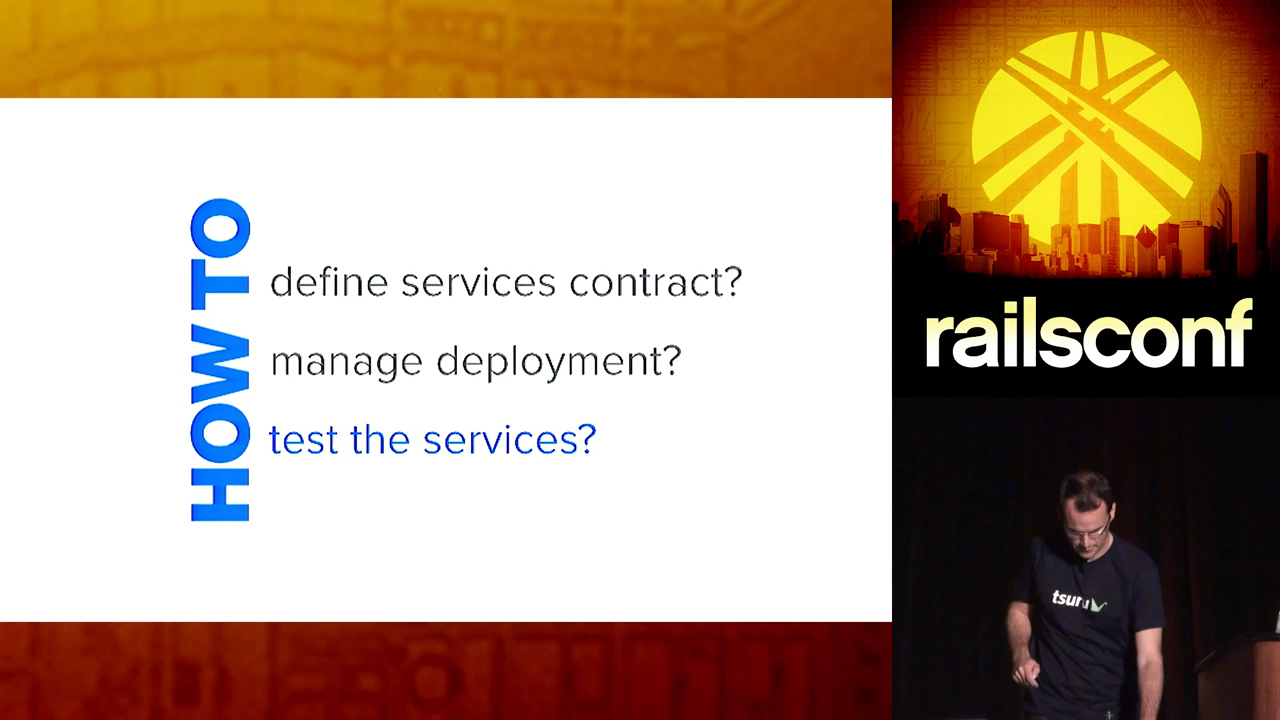 HOW TO
define services contract?
manage deployment?
test the services?
railsconf
tsuru